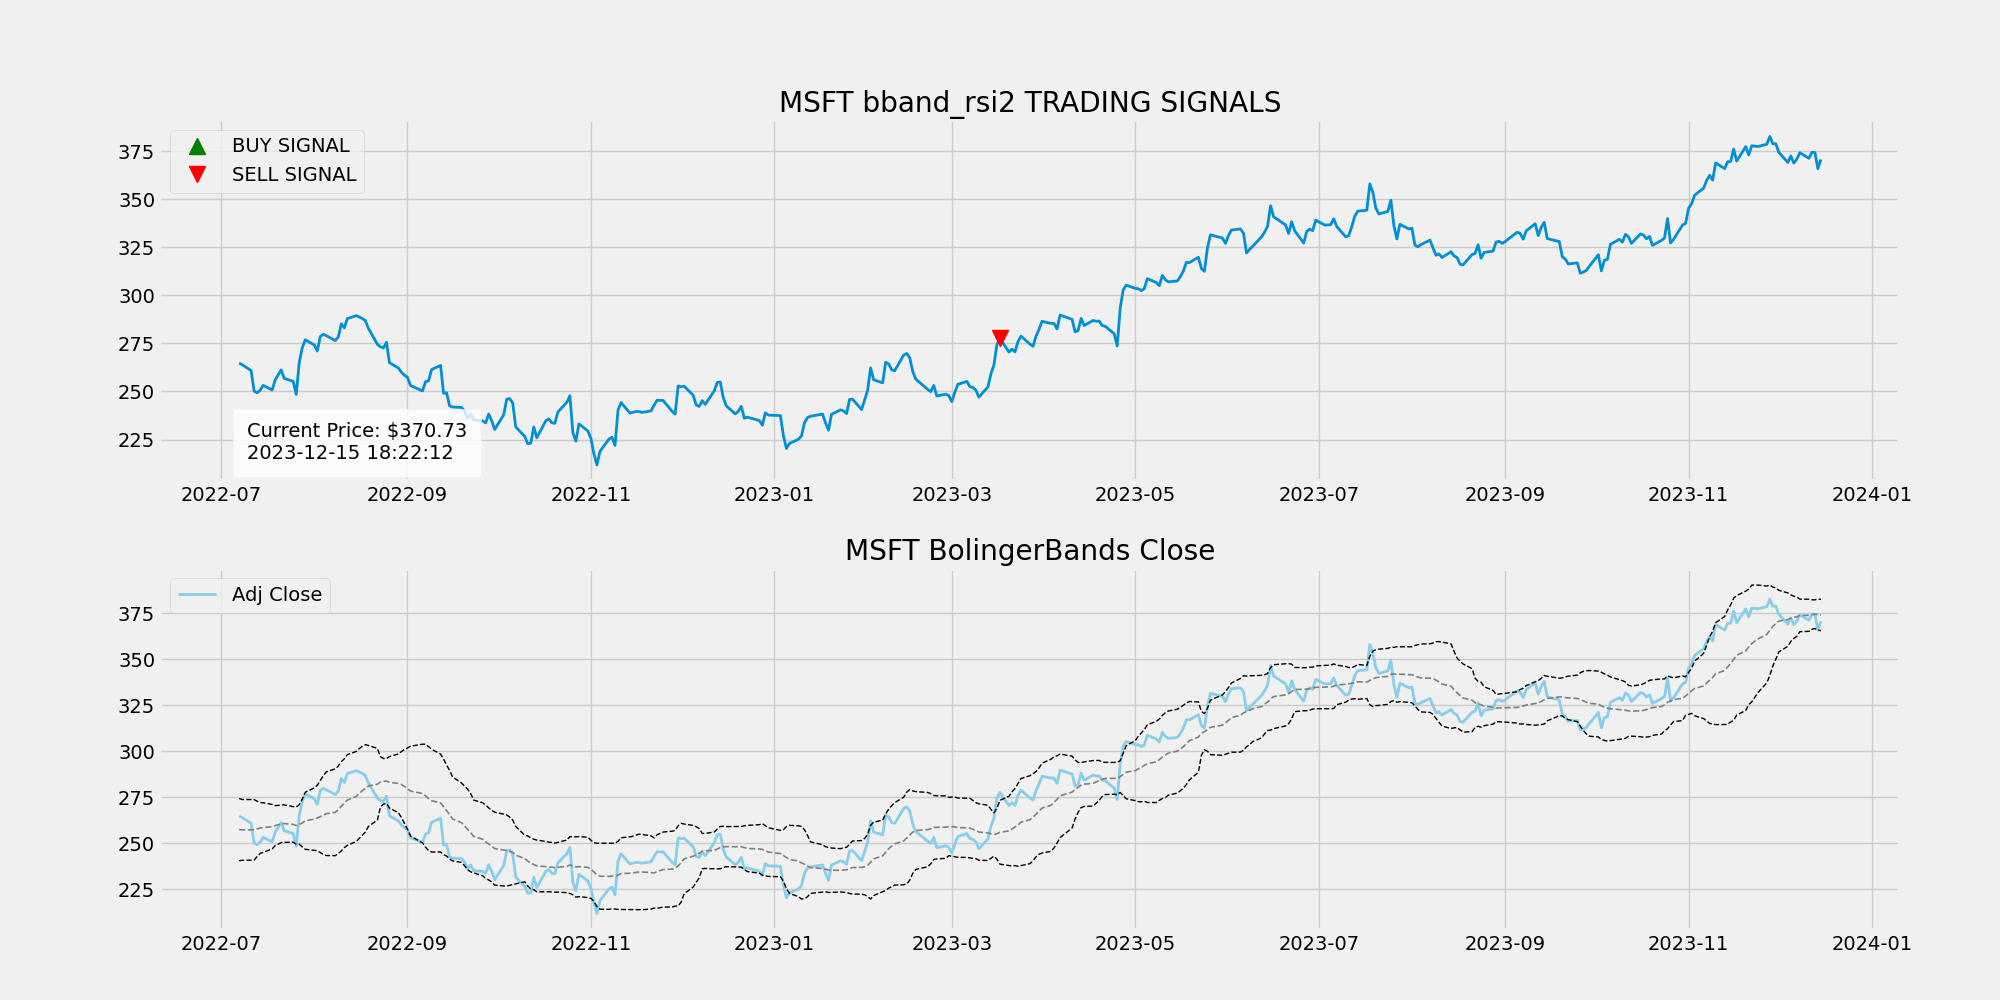 MSFT bband_rsi2 TRADING SIGNALS
BUY SIGNAL
SELL SIGNAL
375
350
325
300
275
250
225
Current Price: $370.73
2023-12-15 18:22:12
2022-07 2022-09 2022-11 2023-01 2023-03 2023-05 2023-07 2023-09 2023-11 2024-01
MSFT BolingerBands Close
Adj Close
375
350
325
300
275
250
225
2022-07 2022-09 2022-11 2023-01 2023-03 2023-05 2023-07 2023-09 2023-11 2024-01